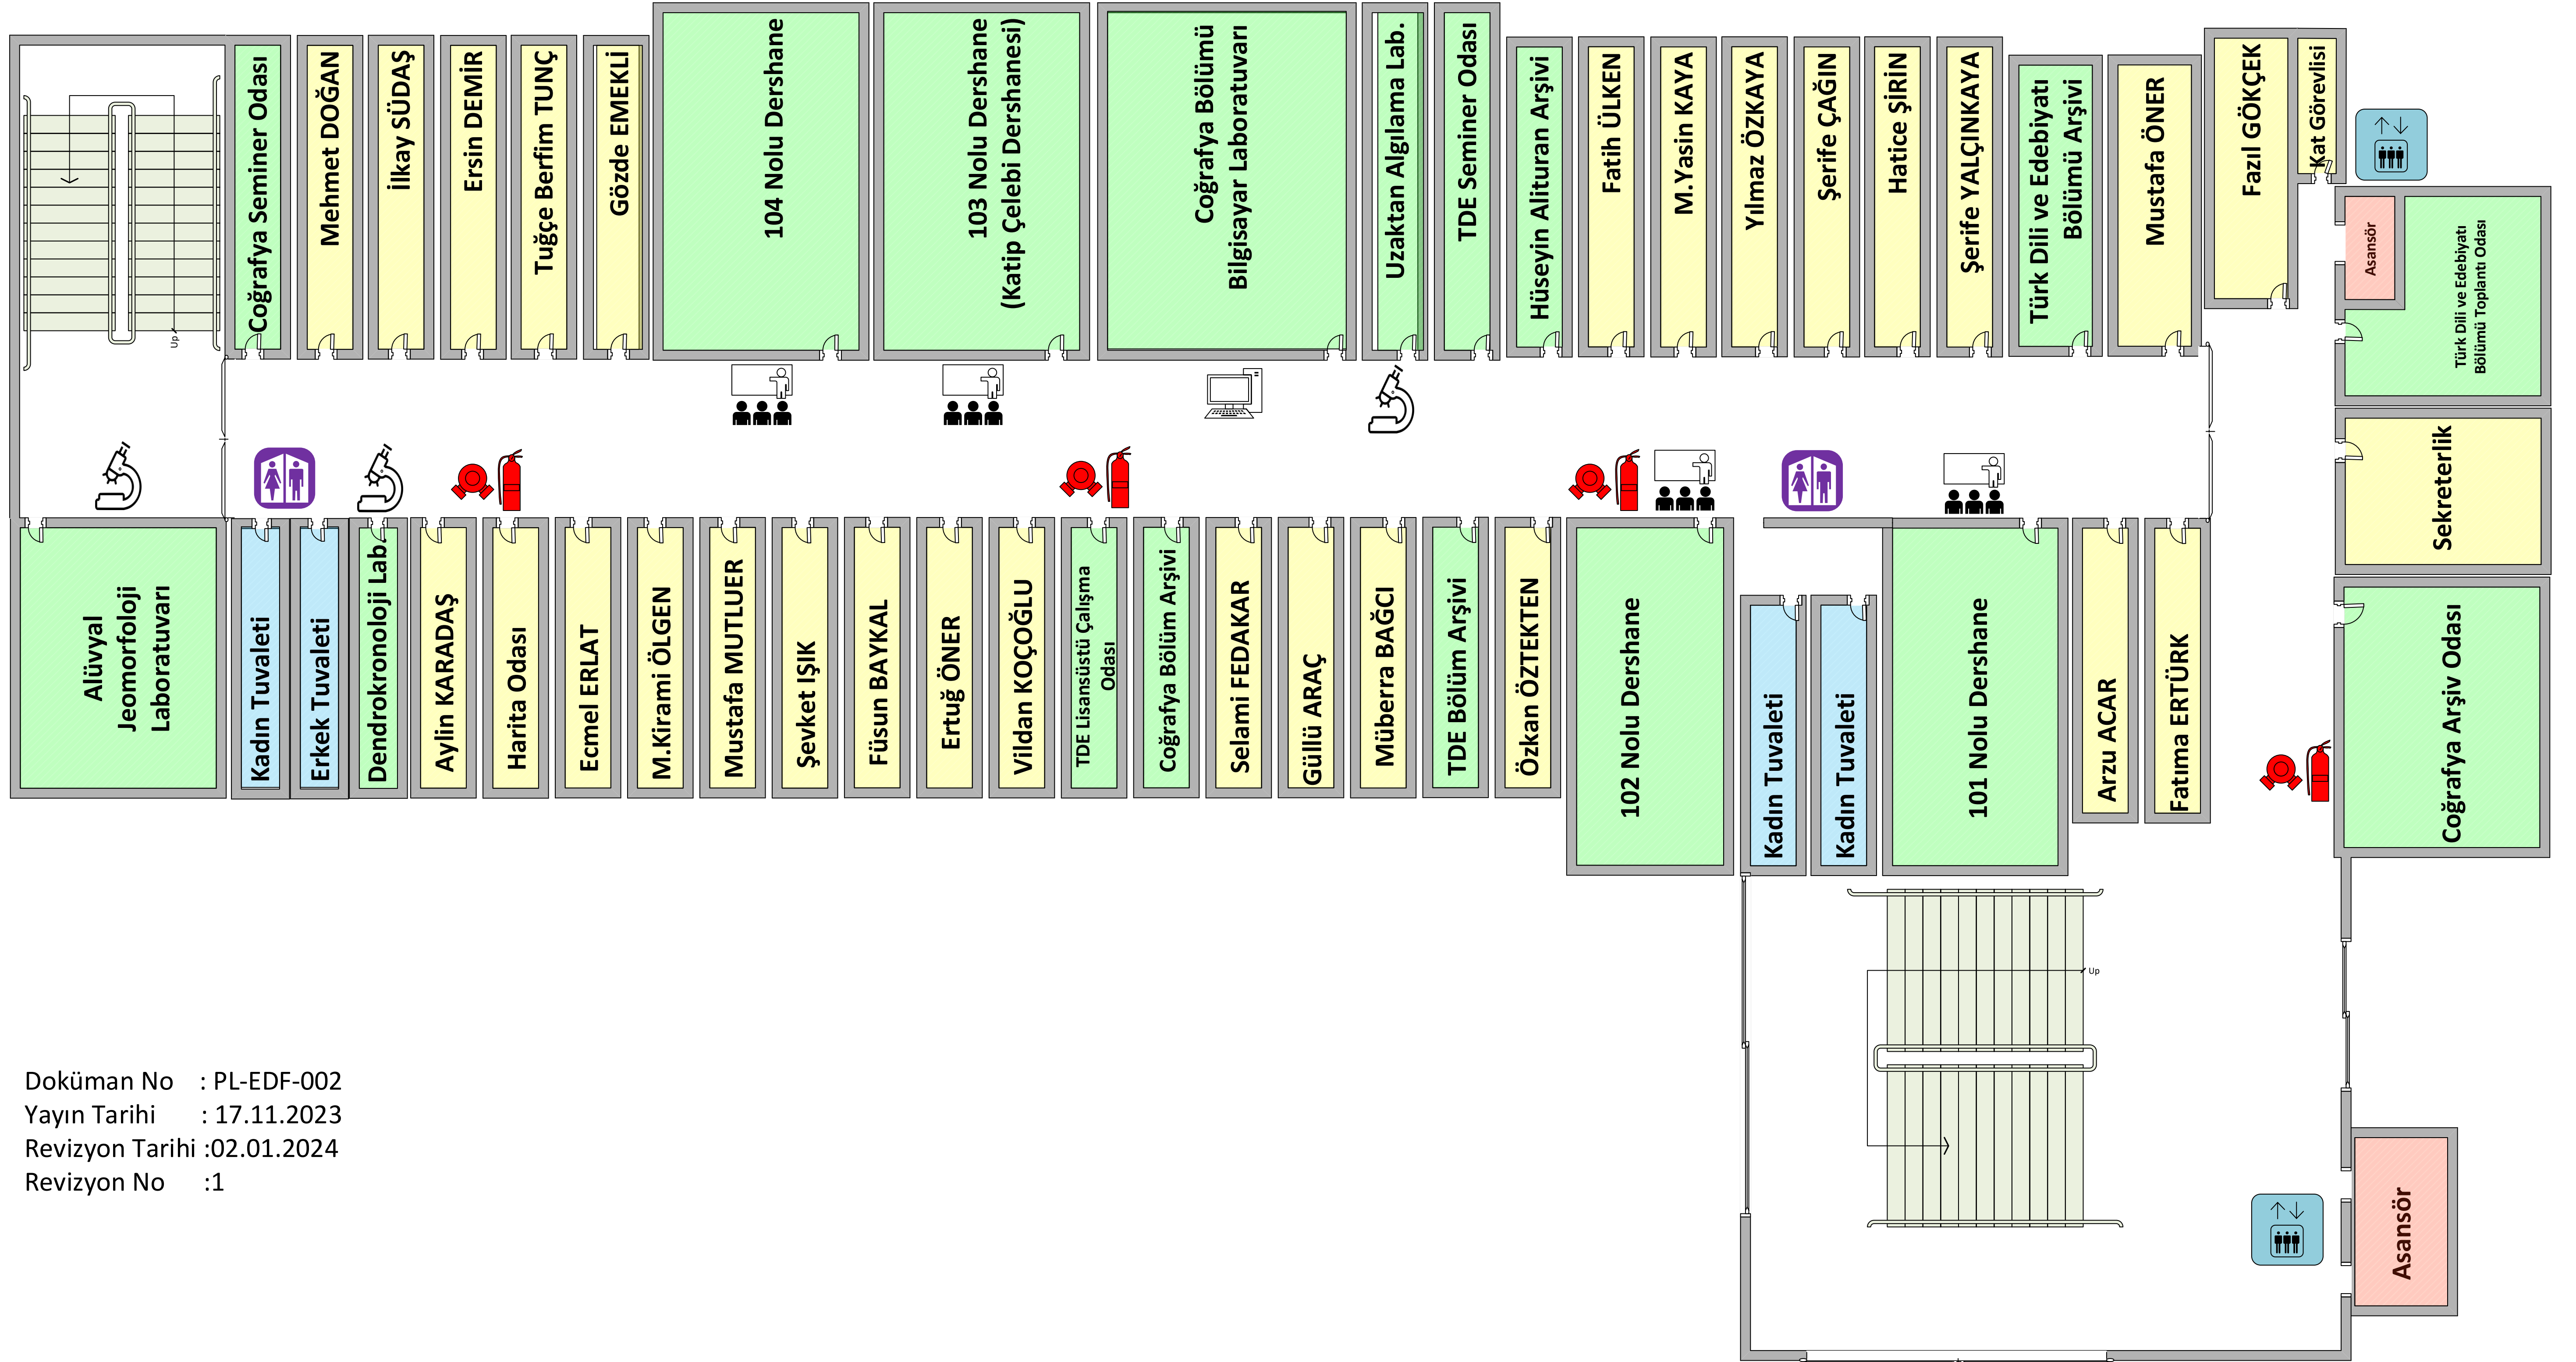 Coğrafya Seminer Odası
Mehmet DOĞAN
İlkay SÜDAŞ
Ersin DEMİR
Tuğçe Berfim TUNÇ
Gözde EMEKLİ
104 Nolu Dershane
103 Nolu Dershane
(Katip Çelebi Dershanesi)
Coğrafya Bölümü
Bilgisayar Laboratuvarı
Uzaktan Algılama Lab.
TDE Seminer Odası
Hüseyin Alituran Arşivi
Fatih ÜLKEN
M.Yasin KAYA
Yılmaz ÖZKAYA
Şerife ÇAĞIN
Hatice ŞİRİN
Şerife YALÇINKAYA
Türk Dili ve Edebiyatı
Bölümü Arşivi
Mustafa ÖNER
Fazıl GÖKÇEK
Kat Görevlisi
Asansör
Türk Dili ve Edebiyatı
Bölümü Toplantı Odası
Up
Sekreterlik
Alüvyal
Jeomorfoloji
Laboratuvarı
Kadın Tuvaleti
Erkek Tuvaleti
Dendrokronoloji Lab.
Aylin KARADAŞ
Harita Odası
Ecmel ERLAT
M.Kirami ÖLGEN
Mustafa MUTLUER
Şevket IŞIK
Füsun BAYKAL
Ertuğ ÖNER
Vildan KOÇOĞLU
TDE Lisansüstü Çalışma
Odası
Coğrafya Bölüm Arşivi
Selami FEDAKAR
Güllü ARAÇ
Müberra BAĞCI
TDE Bölüm Arşivi
Özkan ÖZTEKTEN
102 Nolu Dershane
Kadın Tuvaleti
Kadın Tuvaleti
101 Nolu Dershane
Arzu ACAR
Fatıma ERTÜRK
Coğrafya Arşiv Odası
Up
Asansör
Doküman No : PL-EDF-002
Yayın Tarihi : 17.11.2023
Revizyon Tarihi :02.01.2024
Revizyon No :1